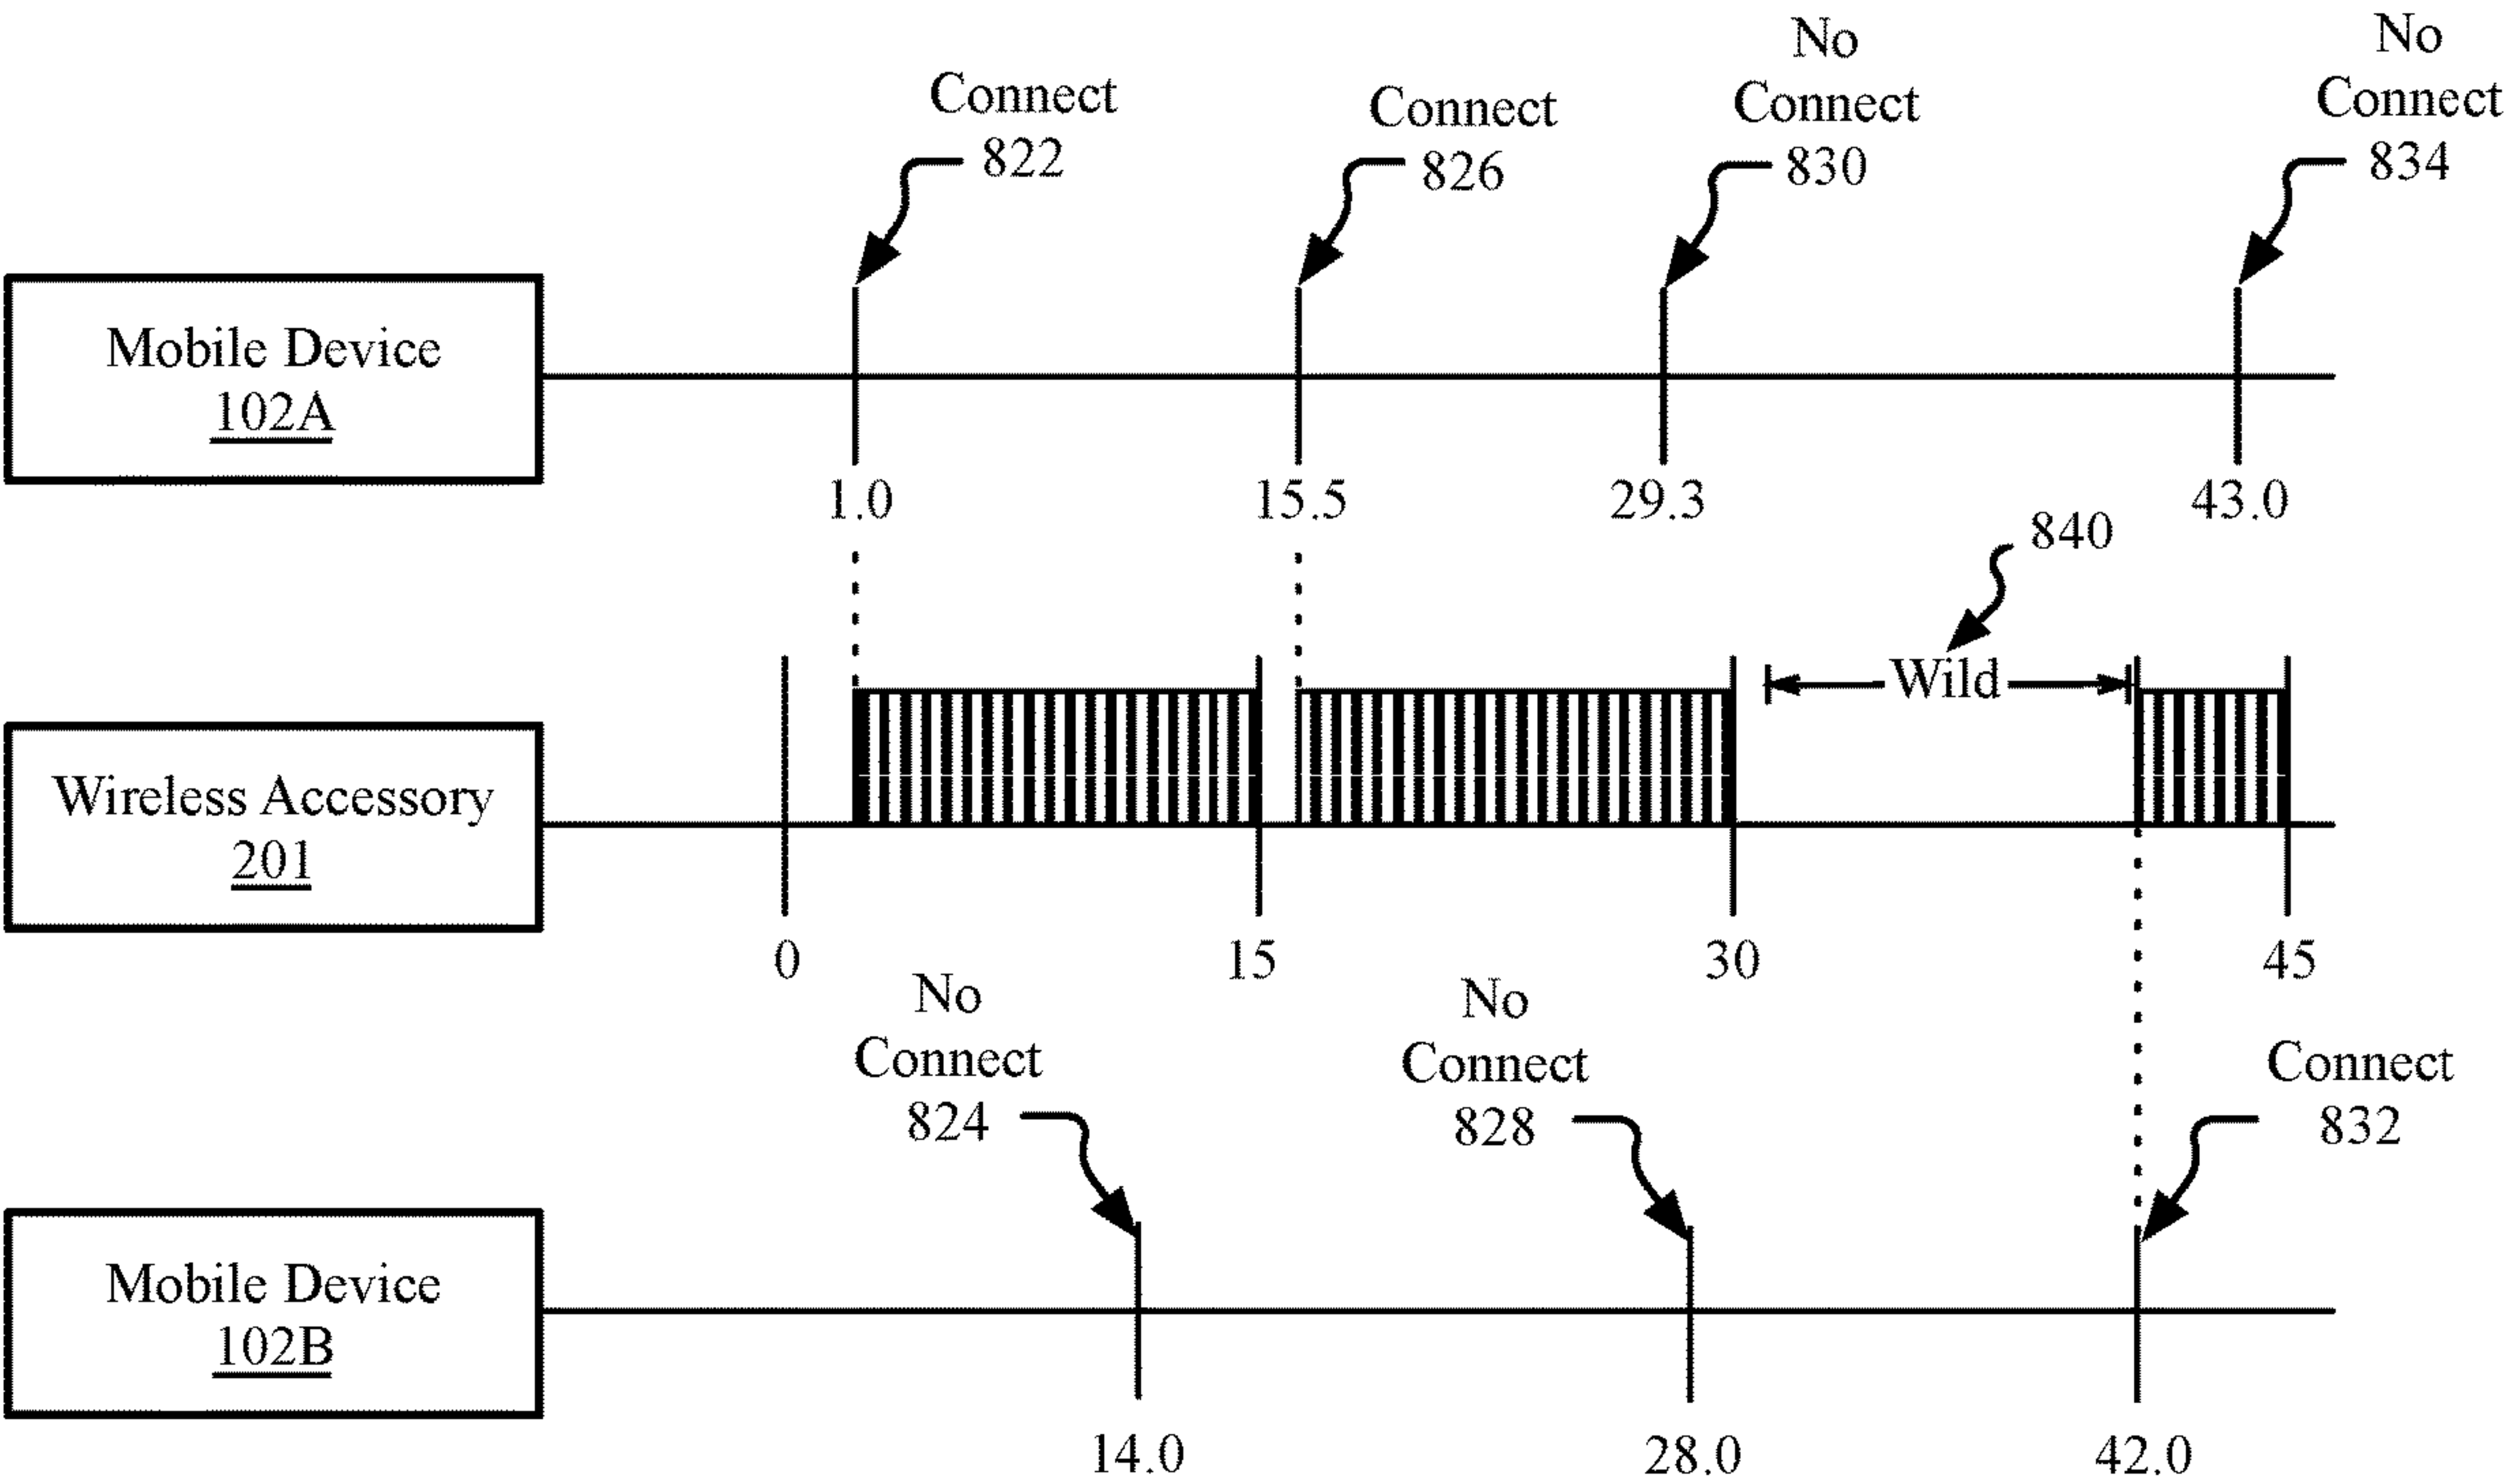 Connect
822
Connect
826
No
Connect
830
No
Connect
834
Mobile Device
102A
1.0
15.5
29.3
43.0
840
Wild
Wireless Accessory
201
0
15
30
45
No
Connect
824
No
Connect
828
Connect
832
Mobile Device
102B
14.0
28.0
42.0